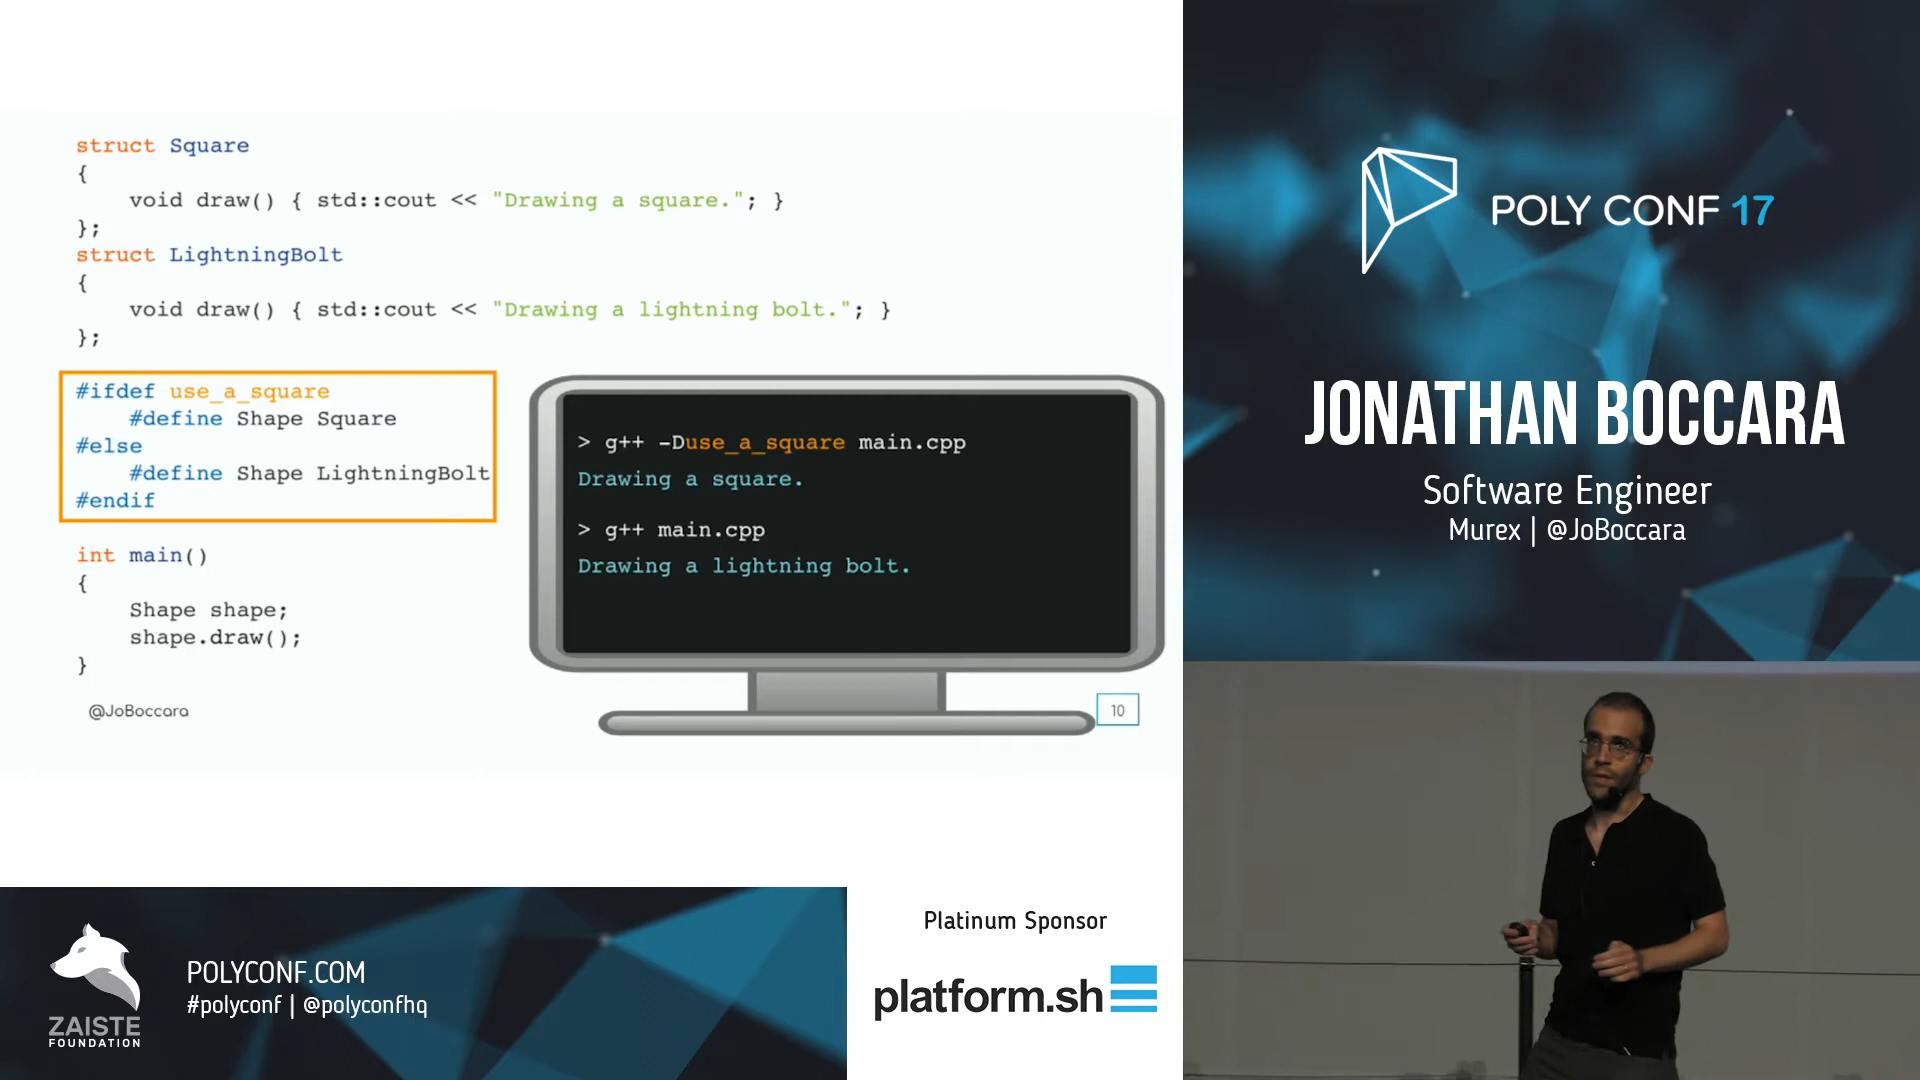 struct Square
{
    void draw() { std::cout << "Drawing a square."; }
};
struct LightningBolt
{
    void draw() { std::cout << "Drawing a lightning bolt."; }
};
#ifdef use_a_square
    #define Shape Square
#else
    #define Shape LightningBolt
#endif
int main()
{
    Shape shape;
    shape.draw();
}
@JoBoccara
> g++ -Duse_a_square main.cpp
Drawing a square.
> g++ main.cpp
Drawing a lightning bolt.
10
POLY CONF 17
JONATHAN BOCCARA
Software Engineer
Murex | @JoBoccara
ZAISTE
FOUNDATION
POLYCONF.COM
#polyconf | @polyconfhq
Platinum Sponsor
platform.sh